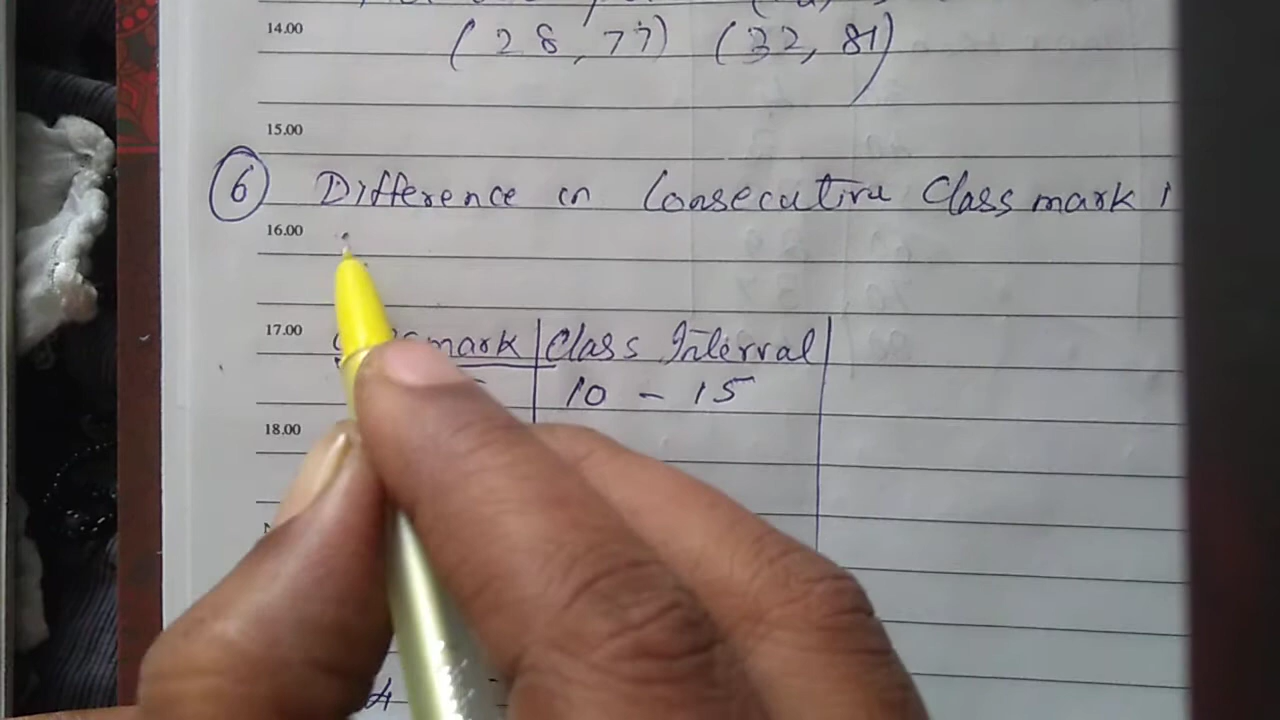 14.00
(28, 77) (32, 81)
15.00
6 Difference in Consecutive Class mark
16.00
17.00
mark Class Interval
10 - 15
18.00